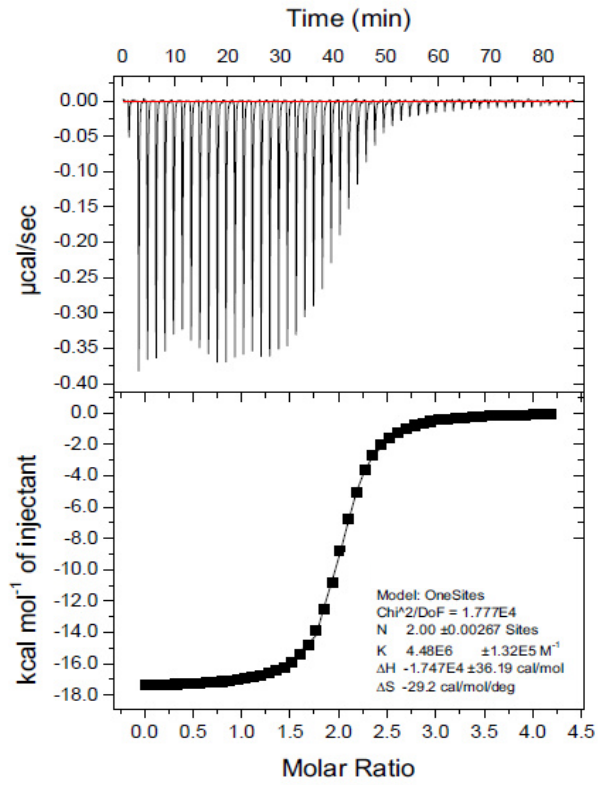 Time (min)
0 10 20 30 40 50 60 70 80
0.00
-0.05
-0.10
-0.15
-0.20
-0.25
-0.30
-0.35
-0.40
µcal/sec
0.0
-2.0
-4.0
-6.0
-8.0
-10.0
-12.0
-14.0
-16.0
-18.0
kcal mol⁻¹ of injectant
Model: OneSites
Chi^2/DoF = 1.777E4
N 2.00 ±0.00267 Sites
K 4.48E6 ±1.32E5 M⁻¹
ΔH -1.747E4 ±36.19 cal/mol
ΔS -29.2 cal/mol/deg
0.0 0.5 1.0 1.5 2.0 2.5 3.0 3.5 4.0 4.5
Molar Ratio